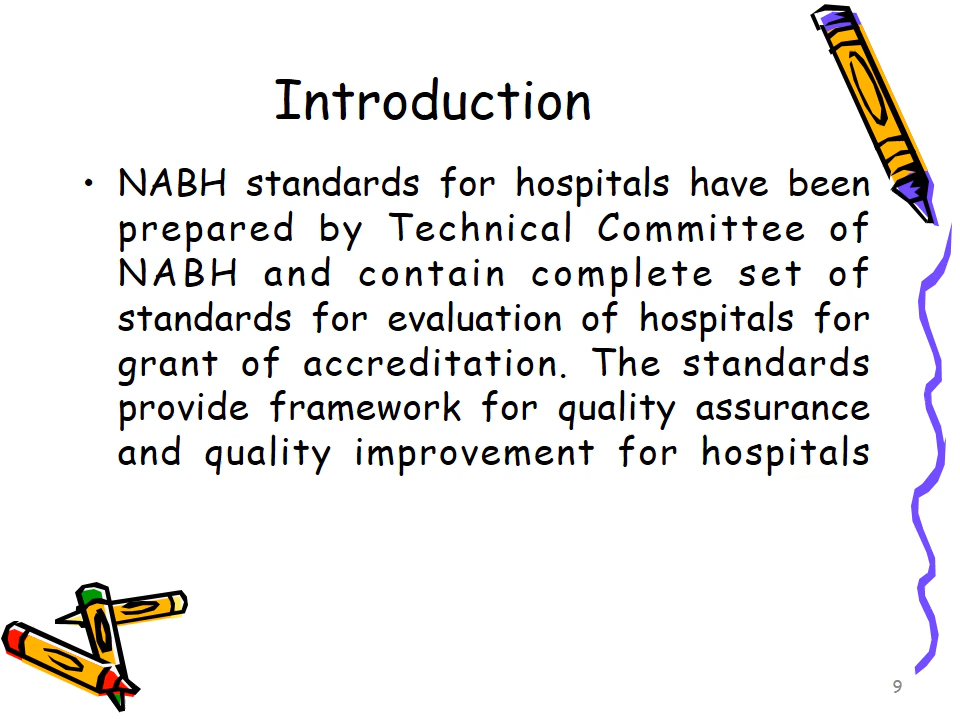 Introduction
• NABH standards for hospitals have been
prepared by Technical Committee of
NABH and contain complete set of
standards for evaluation of hospitals for
grant of accreditation. The standards
provide framework for quality assurance
and quality improvement for hospitals
9